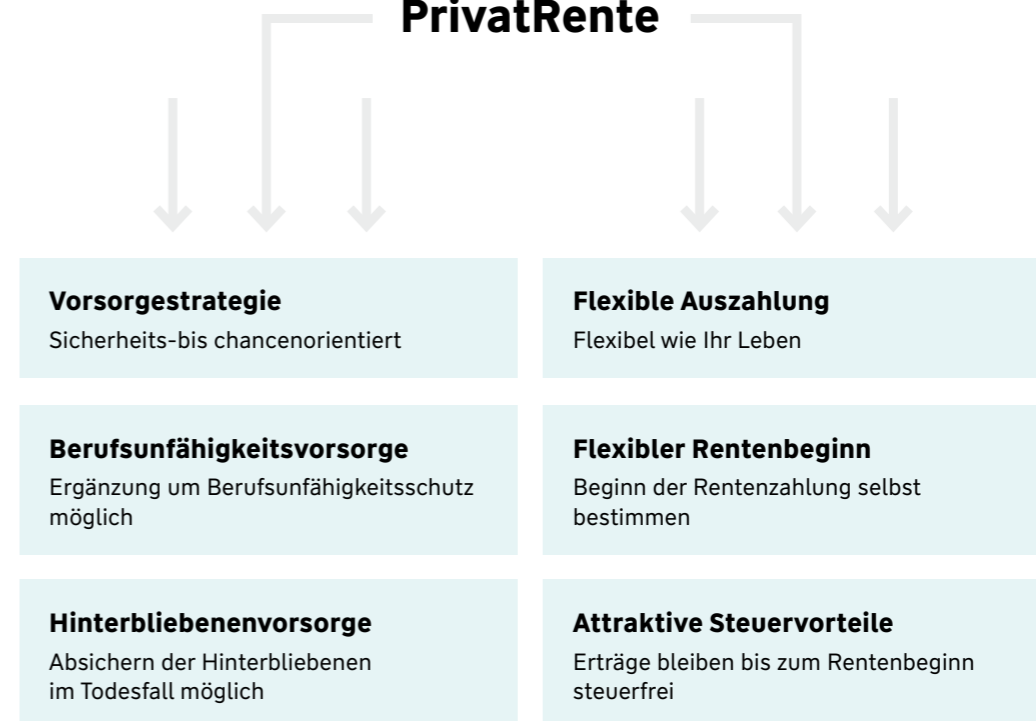 PrivatRente
Vorsorgestrategie
Sicherheits-bis chancenorientiert
Flexible Auszahlung
Flexibel wie Ihr Leben
Berufsunfähigkeitsvorsorge
Ergänzung um Berufsunfähigkeitsschutz
möglich
Flexibler Rentenbeginn
Beginn der Rentenzahlung selbst
bestimmen
Hinterbliebenenvorsorge
Absichern der Hinterbliebenen
im Todesfall möglich
Attraktive Steuervorteile
Erträge bleiben bis zum Rentenbeginn
steuerfrei